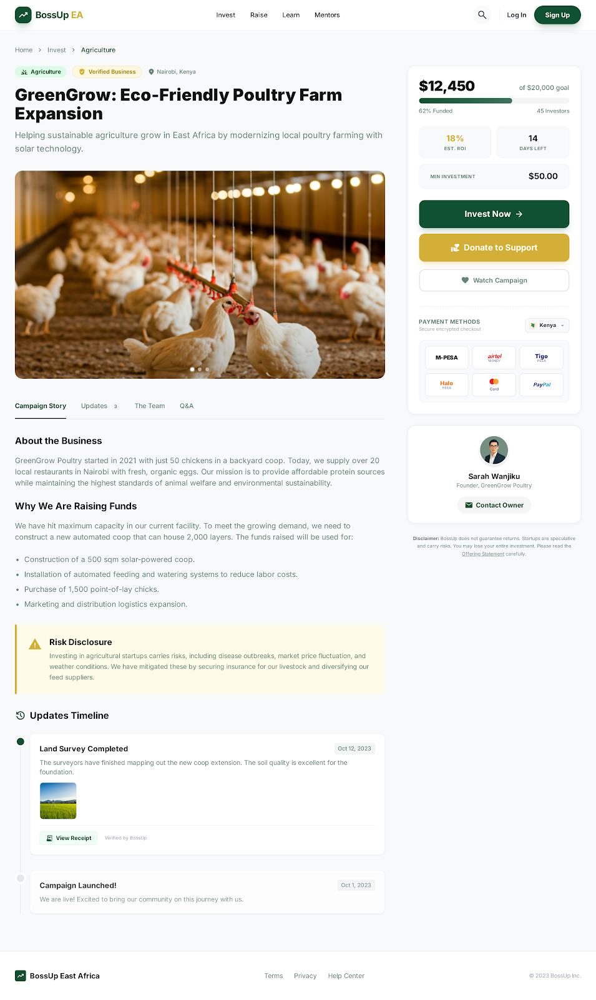 BossUp EA
Invest
Raise
Learn
Mentors
Log In
Sign Up
Home
Invest
Agriculture
Agriculture
Verified Business
Nairobi, Kenya
GreenGrow: Eco-Friendly Poultry Farm
Expansion
Helping sustainable agriculture grow in East Africa by modernizing local poultry farming with
solar technology.
Campaign Story
Updates 3
The Team
Q&A
About the Business
GreenGrow Poultry started in 2021 with just 50 chickens in a backyard coop. Today, we supply over 20
local restaurants in Nairobi with fresh, organic eggs. Our mission is to provide affordable protein sources
while maintaining the highest standards of animal welfare and environmental sustainability.
Why We Are Raising Funds
We have hit maximum capacity in our current facility. To meet the growing demand, we need to
construct a new automated coop that can house 2,000 layers. The funds raised will be used for:
• Construction of a 500 sqm solar-powered coop.
• Installation of automated feeding and watering systems to reduce labor costs.
• Purchase of 1,500 point-of-lay chicks.
• Marketing and distribution logistics expansion.
Risk Disclosure
Investing in agricultural startups carries risks, including disease outbreaks, market price fluctuation, and
weather conditions. We have mitigated these by securing insurance for our livestock and diversifying our
feed suppliers.
Updates Timeline
Land Survey Completed
Oct 12, 2023
The surveyors have finished mapping out the new coop extension. The soil quality is excellent for the
foundation.
View Receipt
Verified by BossUp
Campaign Launched!
Oct 1, 2023
We are live! Excited to bring our community on this journey with us.
$12,450
of $20,000 goal
62% Funded
45 Investors
18%
EST. ROI
14
DAYS LEFT
MIN INVESTMENT
$50.00
Invest Now
Donate to Support
Watch Campaign
PAYMENT METHODS
Secure encrypted checkout
Kenya
M-PESA
airtel
MONEY
Tigo
PESA
Halo
PESA
Card
PayPal
Sarah Wanjiku
Founder, GreenGrow Poultry
Contact Owner
Disclaimer: BossUp does not guarantee returns. Startups are speculative
and carry risks. You may lose your entire investment. Please read the
Offering Statement carefully.
BossUp East Africa
Terms
Privacy
Help Center
© 2023 BossUp Inc.